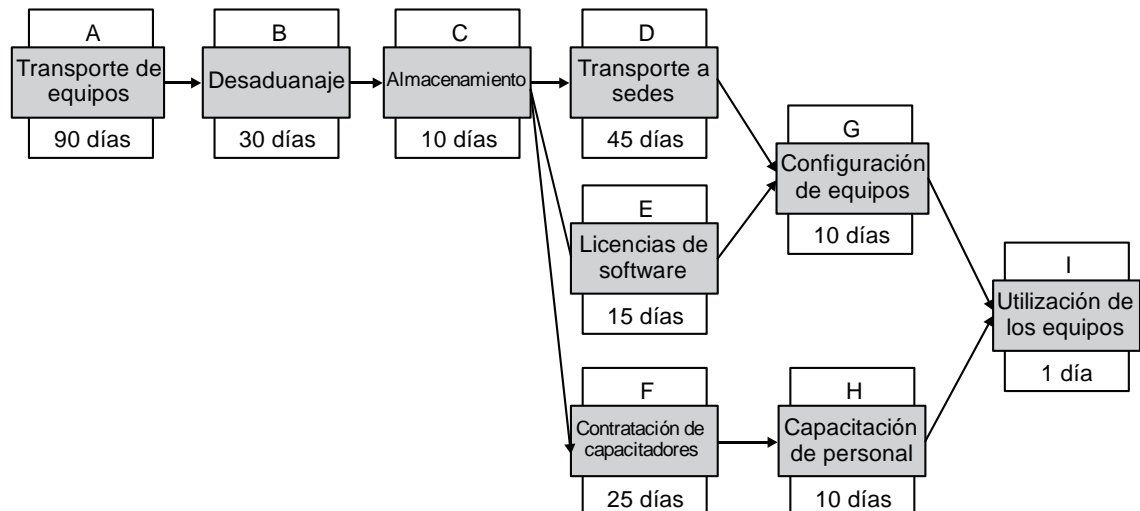 A
Transporte de
equipos
90 días
B
Desaduanaje
30 días
C
Almacenamiento
10 días
D
Transporte a
sedes
45 días
E
Licencias de
software
15 días
F
Contratación de
capacitadores
25 días
G
Configuración
de equipos
10 días
H
Capacitación
de personal
10 días
I
Utilización de
los equipos
1 día